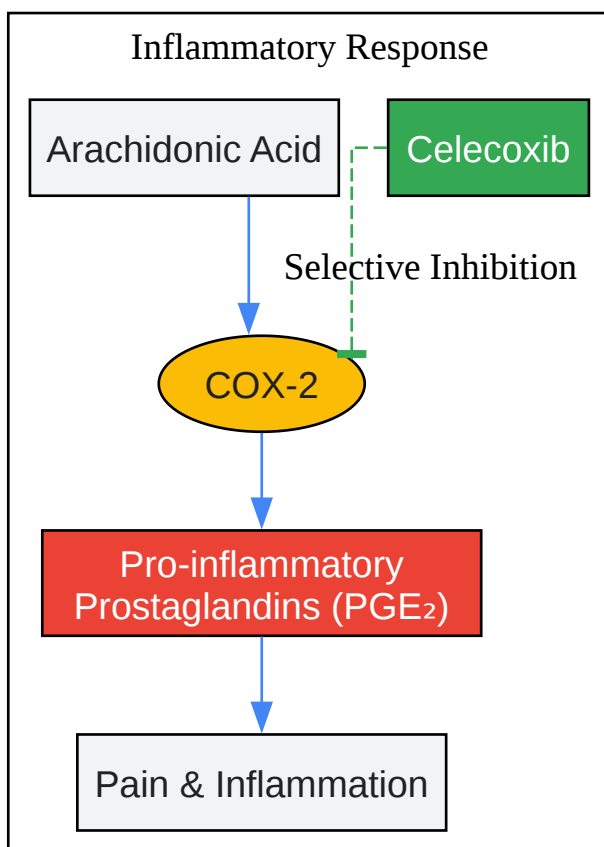 Inflammatory Response
Arachidonic Acid
Celecoxib
Selective Inhibition
COX-2
Pro-inflammatory
Prostaglandins (PGE₂)
Pain & Inflammation